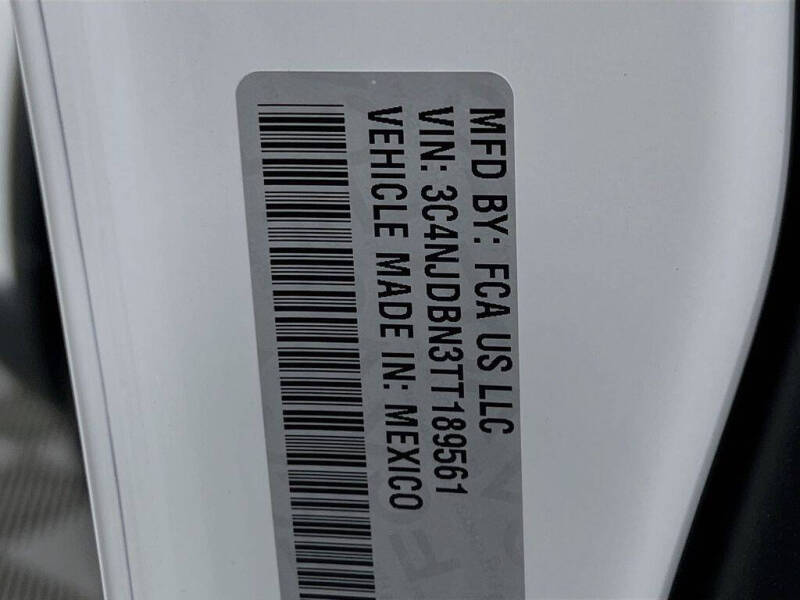 MFD BY: FCA US LLC
VIN: 3C4NJDBN3TT189561
VEHICLE MADE IN: MEXICO